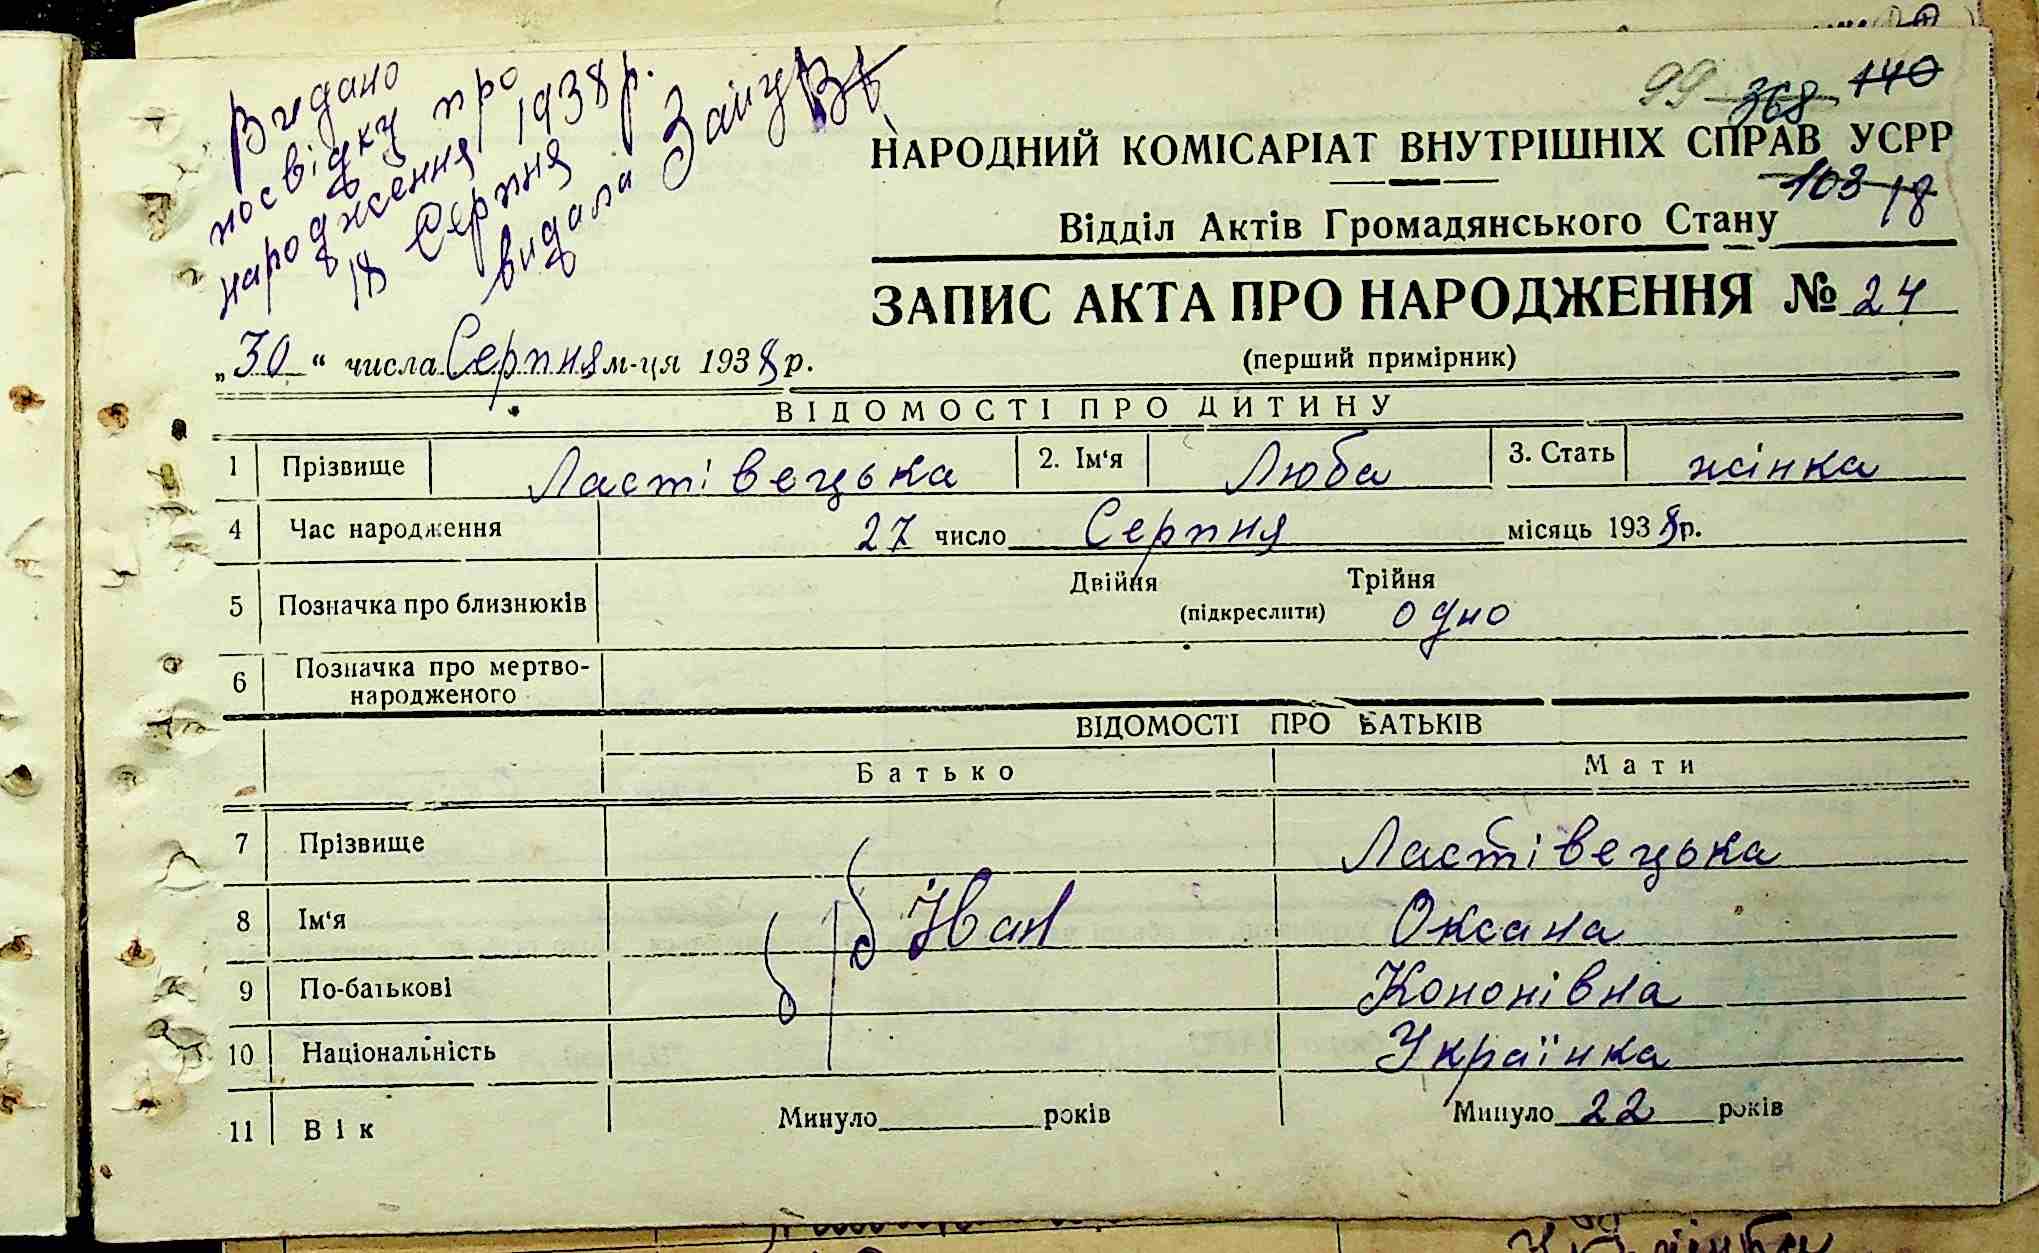 Видано
посвідку про
народження 1938 р.
18 Серпня
видала
99 368 140
НАРОДНИЙ КОМІСАРІАТ ВНУТРІШНІХ СПРАВ УСРР
103 18
Відділ Актів Громадянського Стану
ЗАПИС АКТА ПРО НАРОДЖЕННЯ № 24
(перший примірник)
„30“ числа Серпня м-ця 1938 р.
ВІДОМОСТІ ПРО ДИТИНУ
1 Прізвище Ластівецька 2. Ім‘я Люба 3. Стать жінка
4 Час народження 27 число Серпня місяць 1938 р.
5 Позначка про близнюків Двійня Трійня
(підкреслити) одно
6 Позначка про мертво-
народженого
ВІДОМОСТІ ПРО БАТЬКІВ
Батько Мати
7 Прізвище Ластівецька
8 Ім‘я Іван Оксана
9 По-батькові Кононівна
10 Національність Українка
11 Вік Минуло років Минуло 22 років